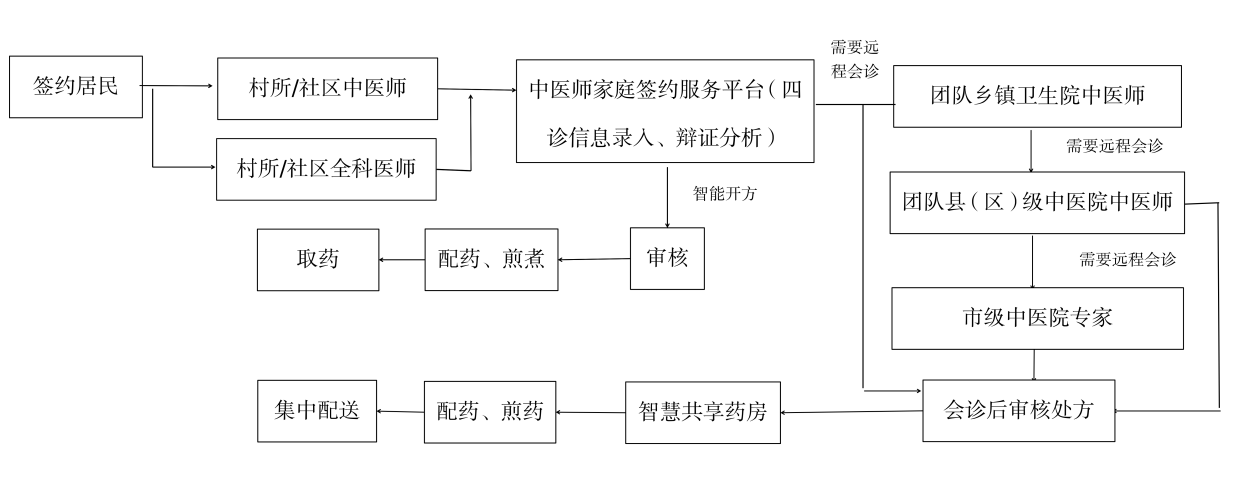 签约居民
村所/社区中医师
村所/社区全科医师
中医师家庭签约服务平台（四
诊信息录入、辩证分析）
需要远
程会诊
团队乡镇卫生院中医师
需要远程会诊
团队县（区）级中医院中医师
需要远程会诊
市级中医院专家
智能开方
审核
配药、煎煮
取药
会诊后审核处方
智慧共享药房
配药、煎药
集中配送